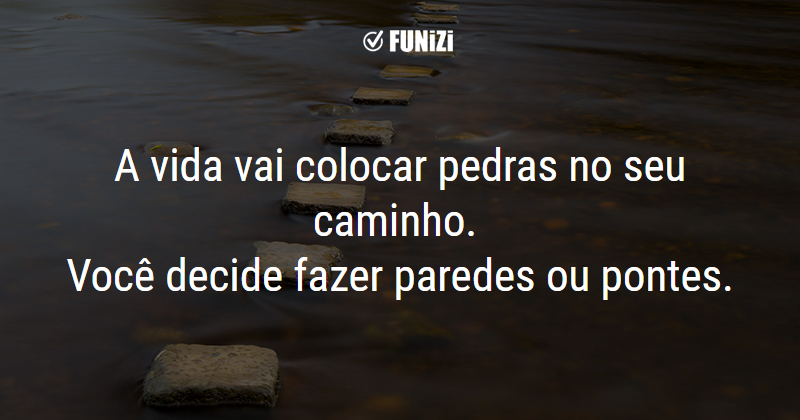 FUNiZi
A vida vai colocar pedras no seu
caminho.
Você decide fazer paredes ou pontes.